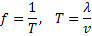 f = 1/T, T = λ/v